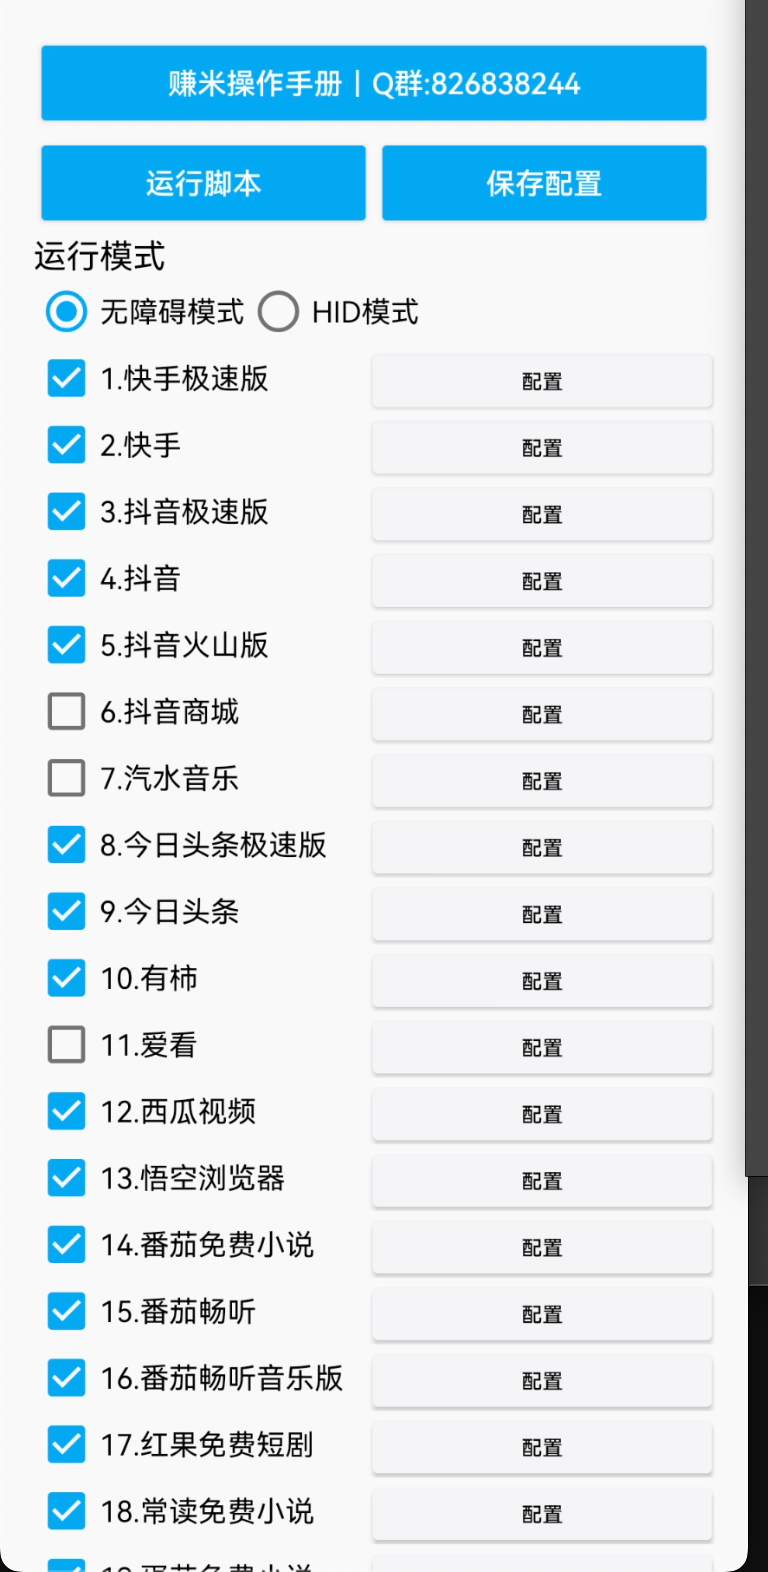 赚米操作手册｜Q群:826838244
运行脚本 保存配置
运行模式
无障碍模式 HID模式
1.快手极速版 配置
2.快手 配置
3.抖音极速版 配置
4.抖音 配置
5.抖音火山版 配置
6.抖音商城 配置
7.汽水音乐 配置
8.今日头条极速版 配置
9.今日头条 配置
10.有柿 配置
11.爱看 配置
12.西瓜视频 配置
13.悟空浏览器 配置
14.番茄免费小说 配置
15.番茄畅听 配置
16.番茄畅听音乐版 配置
17.红果免费短剧 配置
18.常读免费小说 配置